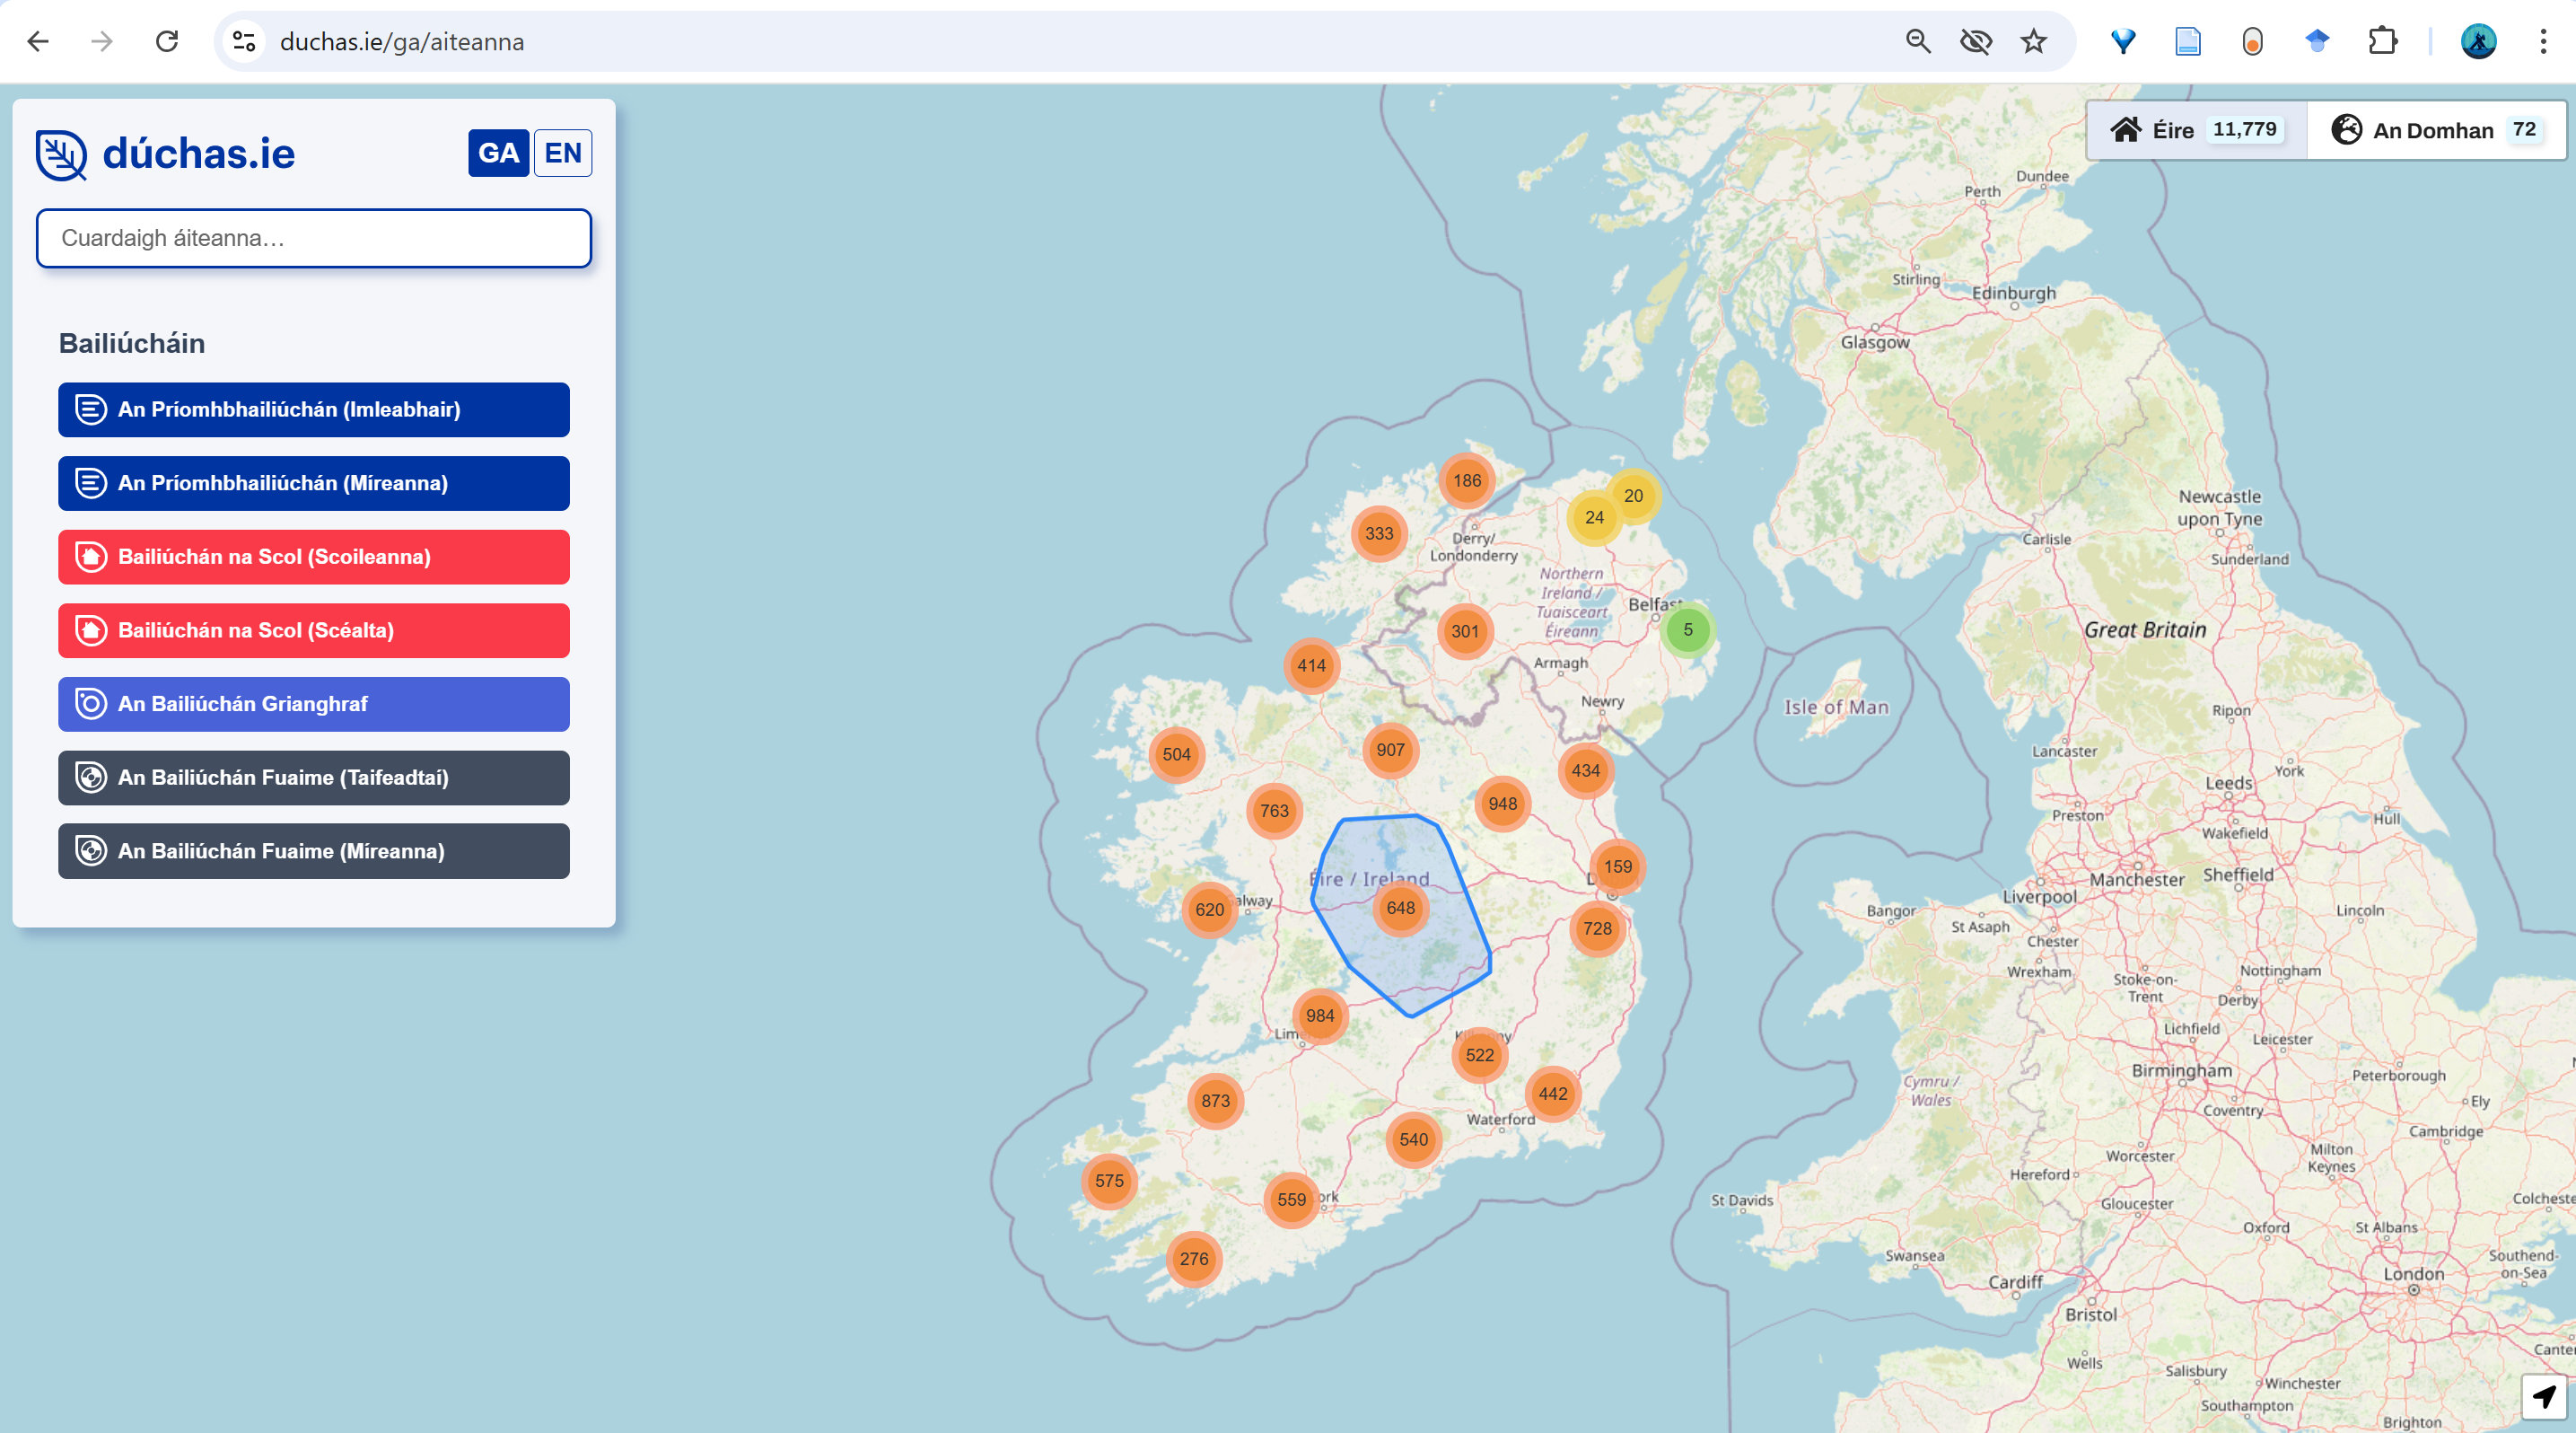 duchas.ie/ga/aiteanna
dúchas.ie
GA
EN
Cuardaigh áiteanna...
Bailiúcháin
An Príomhbhailiúchán (Imleabhair)
An Príomhbhailiúchán (Míreanna)
Bailiúchán na Scol (Scoileanna)
Bailiúchán na Scol (Scéalta)
An Bailiúchán Grianghraf
An Bailiúchán Fuaime (Taifeadtaí)
An Bailiúchán Fuaime (Míreanna)
Éire 11,779
An Domhan 72
Dundee
Perth
Stirling
Edinburgh
Glasgow
186
20
24
333
Derry/
Londonderry
Northern
Ireland /
Tuaisceart
Éireann
Belfast
5
301
414
Armagh
Newry
504
907
434
763
948
Éire / Ireland
159
648
620
728
984
522
442
873
Waterford
540
575
559
276
Isle of Man
Newcastle
upon Tyne
Carlisle
Sunderland
Great Britain
Ripon
Lancaster
York
Leeds
Preston
Hull
Wakefield
Manchester
Sheffield
Liverpool
Bangor
Lincoln
St Asaph
Chester
Wrexham
Stoke-on-
Trent
Nottingham
Derby
Lichfield
Leicester
Birmingham
Peterborough
Cymru /
Wales
Coventry
Ely
Cambridge
Worcester
Milton
Keynes
Hereford
St Davids
Gloucester
Colcheste
Oxford
St Albans
Swansea
Southend-
on-Sea
Cardiff
London
Bristol
Wells
Salisbury
Canter
Winchester
Southampton
Brighton